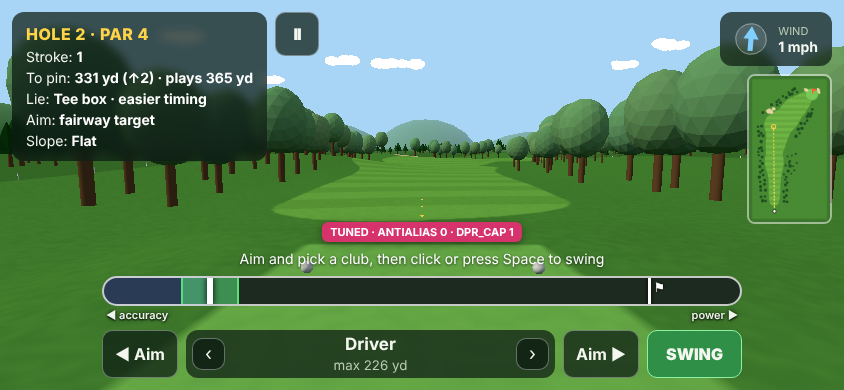 HOLE 2 · PAR 4
Stroke: 1
To pin: 331 yd (↑2) · plays 365 yd
Lie: Tee box · easier timing
Aim: fairway target
Slope: Flat
WIND
1 mph
TUNED · ANTIALIAS 0 · DPR_CAP 1
Aim and pick a club, then click or press Space to swing
◀ accuracy
power ▶
◀ Aim
‹
Driver
max 226 yd
›
Aim ▶
SWING